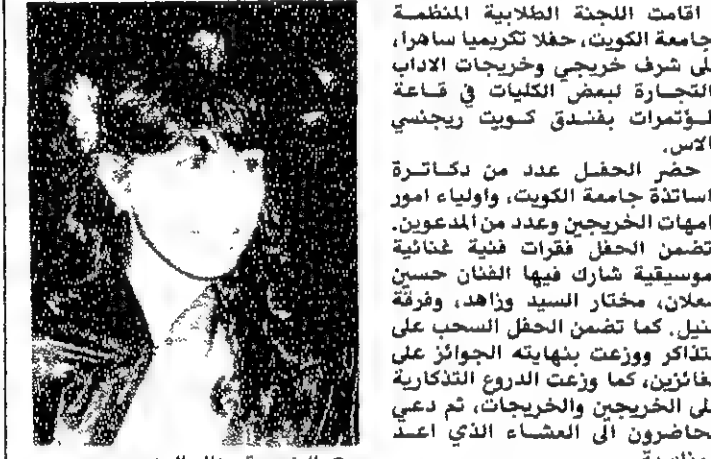 اقامت اللجنة الطلابية المنظمة
جامعة الكويت، حفلا تكريميا ساهرا،
لى شرف خريجي وخريجات الاداب
التجارة لبعض الكليات في قاعة
لمؤتمرات بفندق كويت ريجنسي
الاس.
حضر الحفل عدد من دكاترة
اساتذة جامعة الكويت، واولياء امور
امهات الخريجين وعدد من المدعوين.
تضمن الحفل فقرات فنية غنائية
موسيقية شارك فيها الفنان حسين
سعلان، مختار السيد وزاهد، وفرقة
لنيل. كما تضمن الحفل السحب على
لتذاكر ووزعت بنهايته الجوائز على
لفائزين، كما وزعت الدروع التذكارية
لى الخريجين والخريجات، ثم دعي
لحاضرون الى العشاء الذي اعد